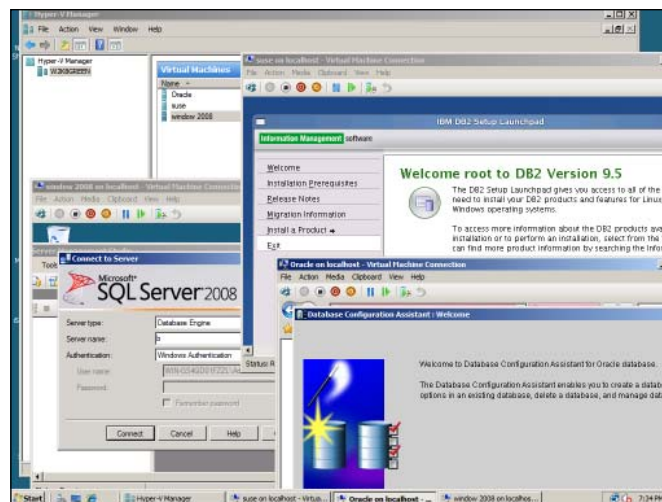 Hyper-V Manager
File Action View Window Help
Hyper-V Manager
W2K8GREEN
Virtual Machines
Name
Oracle
suse
window 2008
suse on localhost - Virtual Machine Connection
File Action Media Clipboard View Help
IBM DB2 Setup Launchpad
Information Management software
Welcome
Installation Prerequisites
Release Notes
Migration Information
Install a Product
Exit
Welcome root to DB2 Version 9.5
The DB2 Setup Launchpad gives you access to all of the
need to install your DB2 products and features for Linux
Windows operating systems.
To access more information about the DB2 products ava
installation or to perform an installation, select from the
can find more product information by searching the Infor
Status: R
window 2008 on localhost - Virtual Machine Connection
File Action Media Clipboard View Help
Connect to Server
Microsoft
SQL Server 2008
Server type: Database Engine
Server name:
Authentication: Windows Authentication
User name:
Password:
Remember password
Connect Cancel Help
Oracle on localhost - Virtual Machine Connection
File Action Media Clipboard View Help
Database Configuration Assistant : Welcome
Welcome to Database Configuration Assistant for Oracle database.
The Database Configuration Assistant enables you to create a datab
options in an existing database, delete a database, and manage data
Start Hyper-V Manager suse on localhost - Virtua... Oracle on localhost - ... window 2008 on localhos... 7:34 PM